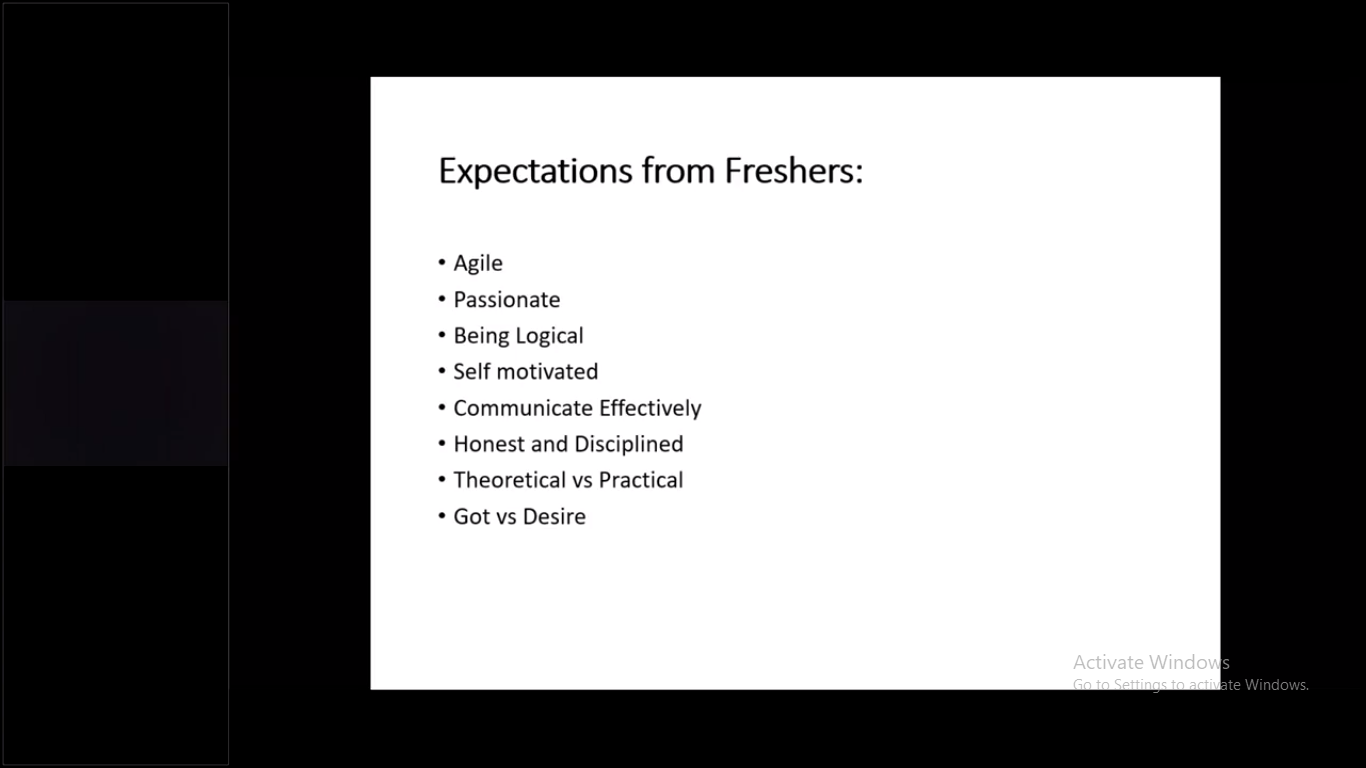 Expectations from Freshers:
• Agile
• Passionate
• Being Logical
• Self motivated
• Communicate Effectively
• Honest and Disciplined
• Theoretical vs Practical
• Got vs Desire
Activate Windows
Go to Settings to activate Windows.